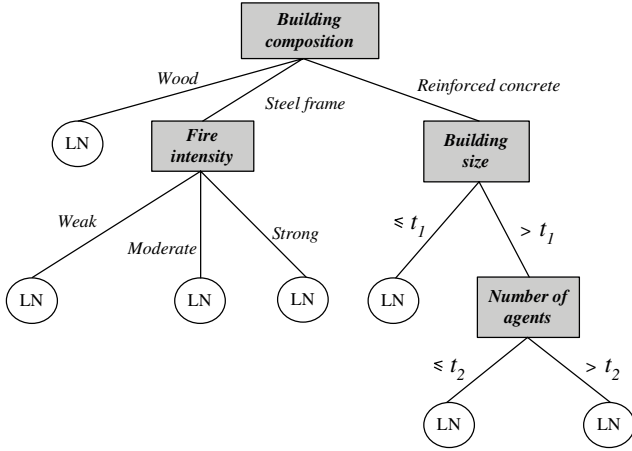 Building
composition
Wood
Steel frame
Reinforced concrete
LN
Fire
intensity
Building
size
Weak
Moderate
Strong
≤ t1
> t1
LN
LN
LN
LN
Number of
agents
≤ t2
> t2
LN
LN